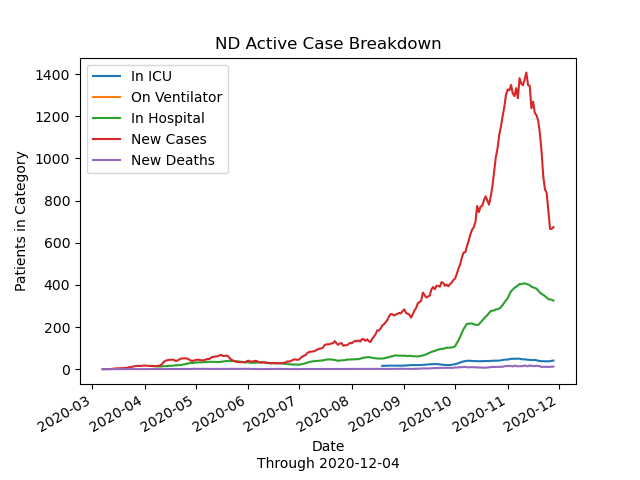 ND Active Case Breakdown
In ICU
On Ventilator
In Hospital
New Cases
New Deaths
Patients in Category
1400
1200
1000
800
600
400
200
0
2020-03
2020-04
2020-05
2020-06
2020-07
2020-08
2020-09
2020-10
2020-11
2020-12
Date
Through 2020-12-04